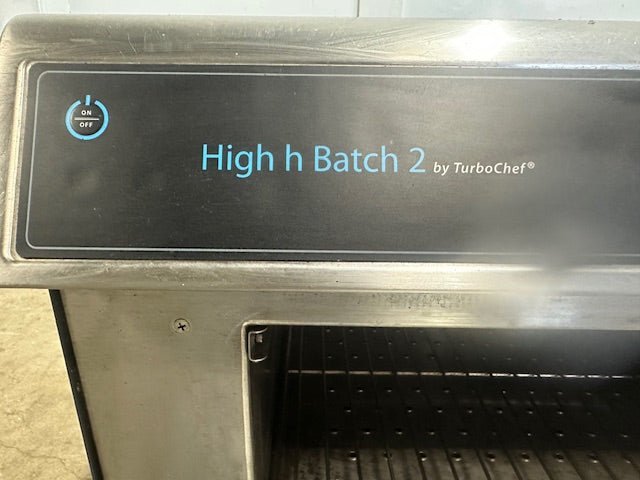 ON
OFF
High h Batch 2 by TurboChef®